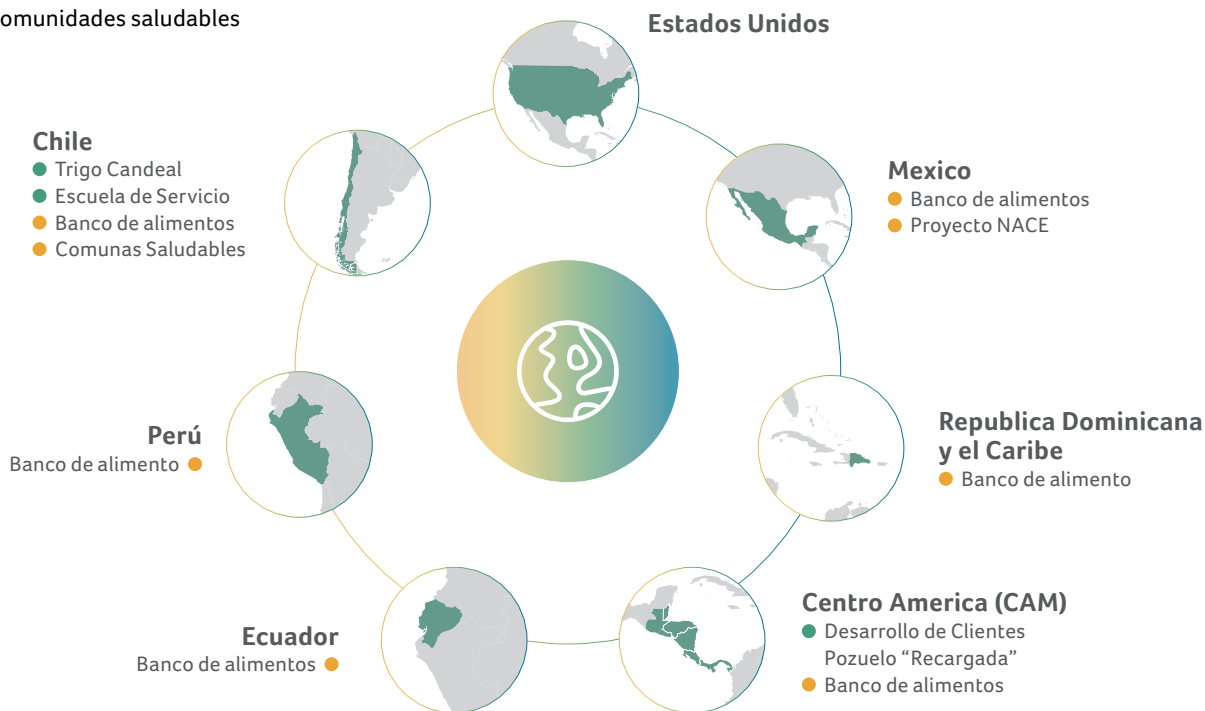 omunidades saludables
Estados Unidos
Chile
Trigo Candeal
Escuela de Servicio
Banco de alimentos
Comunas Saludables
Mexico
Banco de alimentos
Proyecto NACE
Perú
Banco de alimento
Republica Dominicana
y el Caribe
Banco de alimento
Ecuador
Banco de alimentos
Centro America (CAM)
Desarrollo de Clientes
Pozuelo “Recargada”
Banco de alimentos